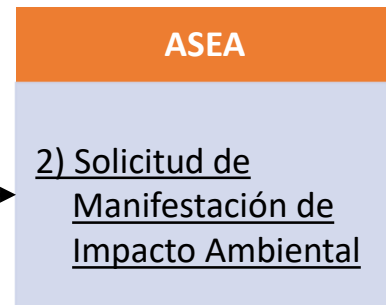 ASEA
2) Solicitud de
Manifestación de
Impacto Ambiental